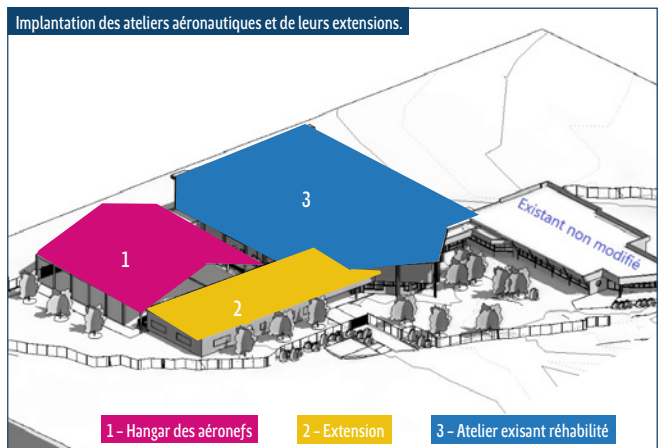 Implantation des ateliers aéronautiques et de leurs extensions.
3
Existant non modifié
1
2
1 – Hangar des aéronefs
2 – Extension
3 – Atelier exisant réhabilité